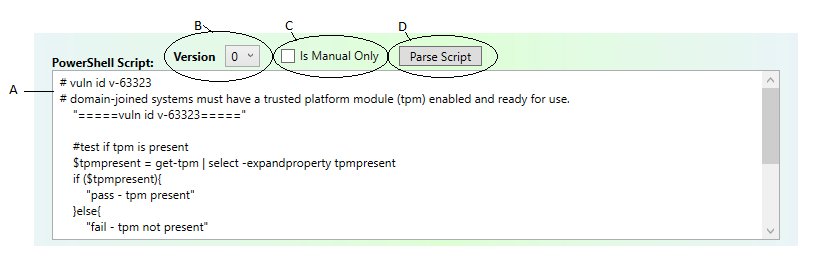 B C D
PowerShell Script: Version 0 Is Manual Only Parse Script
A
# vuln id v-63323
# domain-joined systems must have a trusted platform module (tpm) enabled and ready for use.
"=====vuln id v-63323====="
#test if tpm is present
$tpmpresent = get-tpm | select -expandproperty tpmpresent
if ($tpmpresent){
"pass - tpm present"
}else{
"fail - tpm not present"